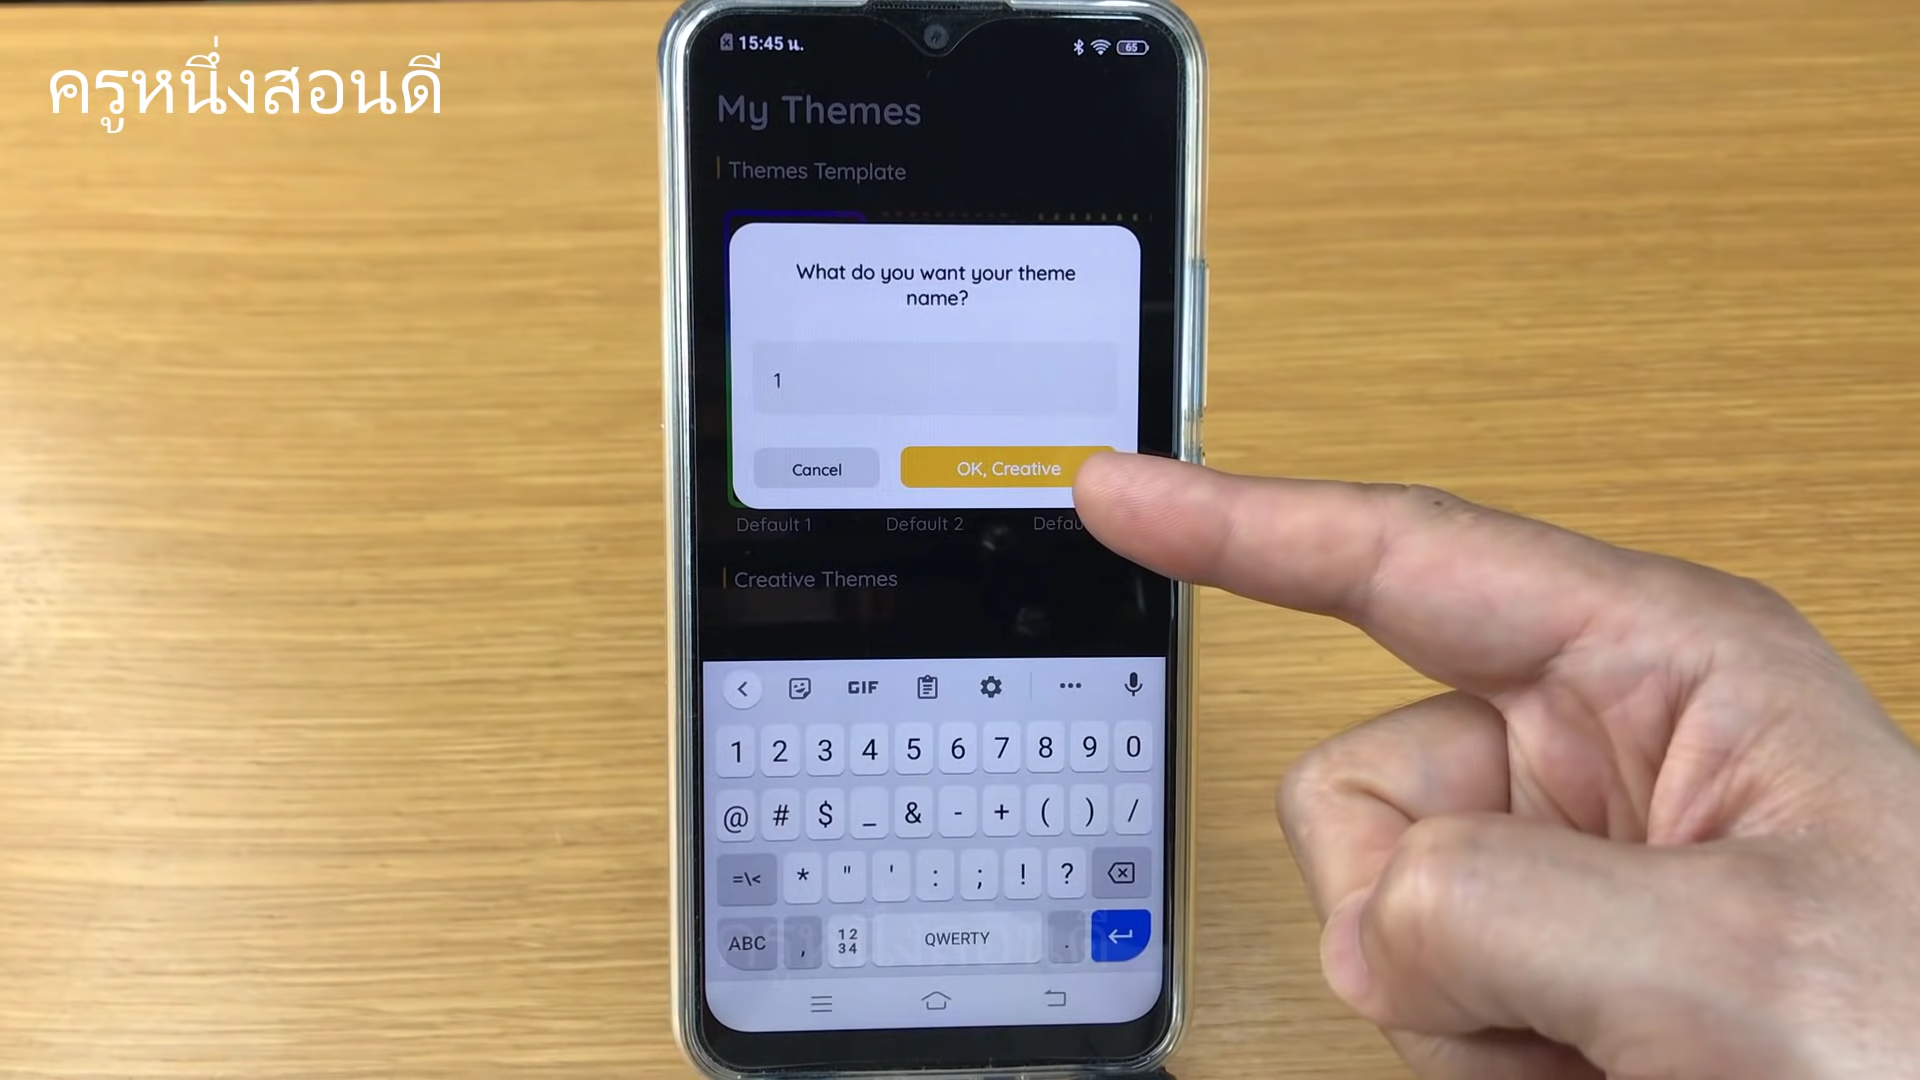 ครูหนึ่งสอนดี
15:45 น.
65
My Themes
Themes Template
What do you want your theme
name?
1
Cancel
OK, Creative
Default 1
Default 2
Creative Themes
GIF
1 2 3 4 5 6 7 8 9 0
@ # $ _ & - + ( ) /
=\< * " ' : ; ! ?
ABC , 12 34 QWERTY .